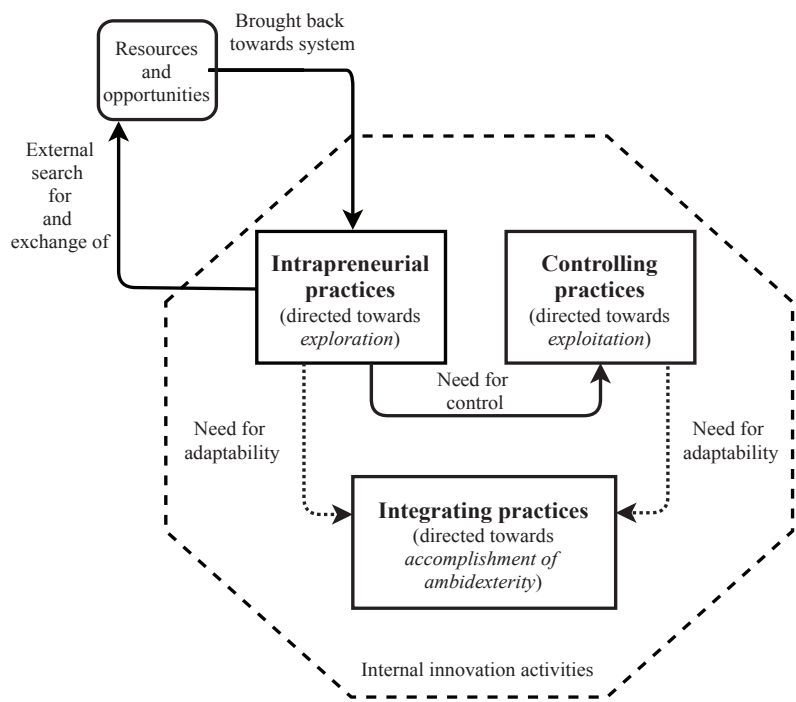 Brought back
towards system
Resources
and
opportunities
External
search
for
and
exchange of
Intrapreneurial
practices
(directed towards
exploration)
Controlling
practices
(directed towards
exploitation)
Need for
control
Need for
adaptability
Need for
adaptability
Integrating practices
(directed towards
accomplishment of
ambidexterity)
Internal innovation activities